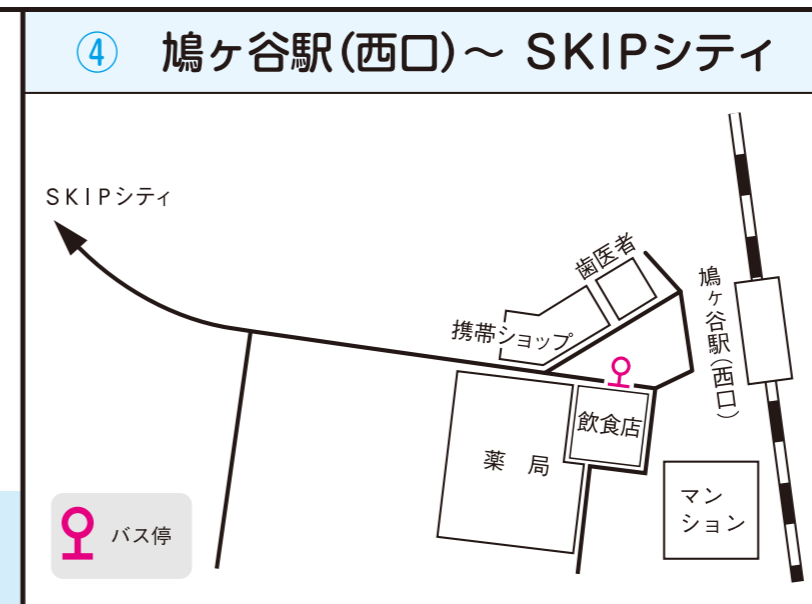 ④ 鳩ヶ谷駅(西口)～ SKIPシティ
SKIPシティ
歯医者
携帯ショップ
鳩ヶ谷駅(西口)
飲食店
薬 局
マン
ション
バス停